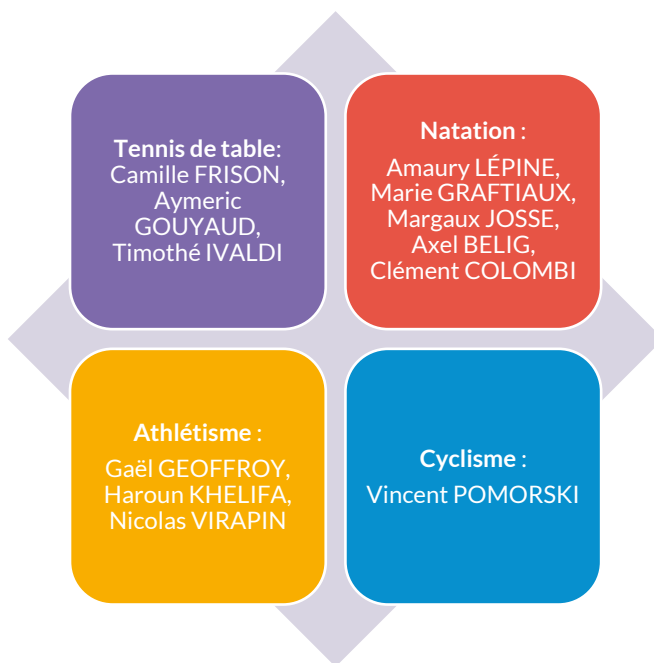 Tennis de table:
Camille FRISON,
Aymeric
GOUYAUD,
Timothé IVALDI
Natation :
Amaury LÉPINE,
Marie GRAFTIAUX,
Margaux JOSSE,
Axel BELIG,
Clément COLOMBI
Athlétisme :
Gaël GEOFFROY,
Haroun KHELIFA,
Nicolas VIRAPIN
Cyclisme :
Vincent POMORSKI